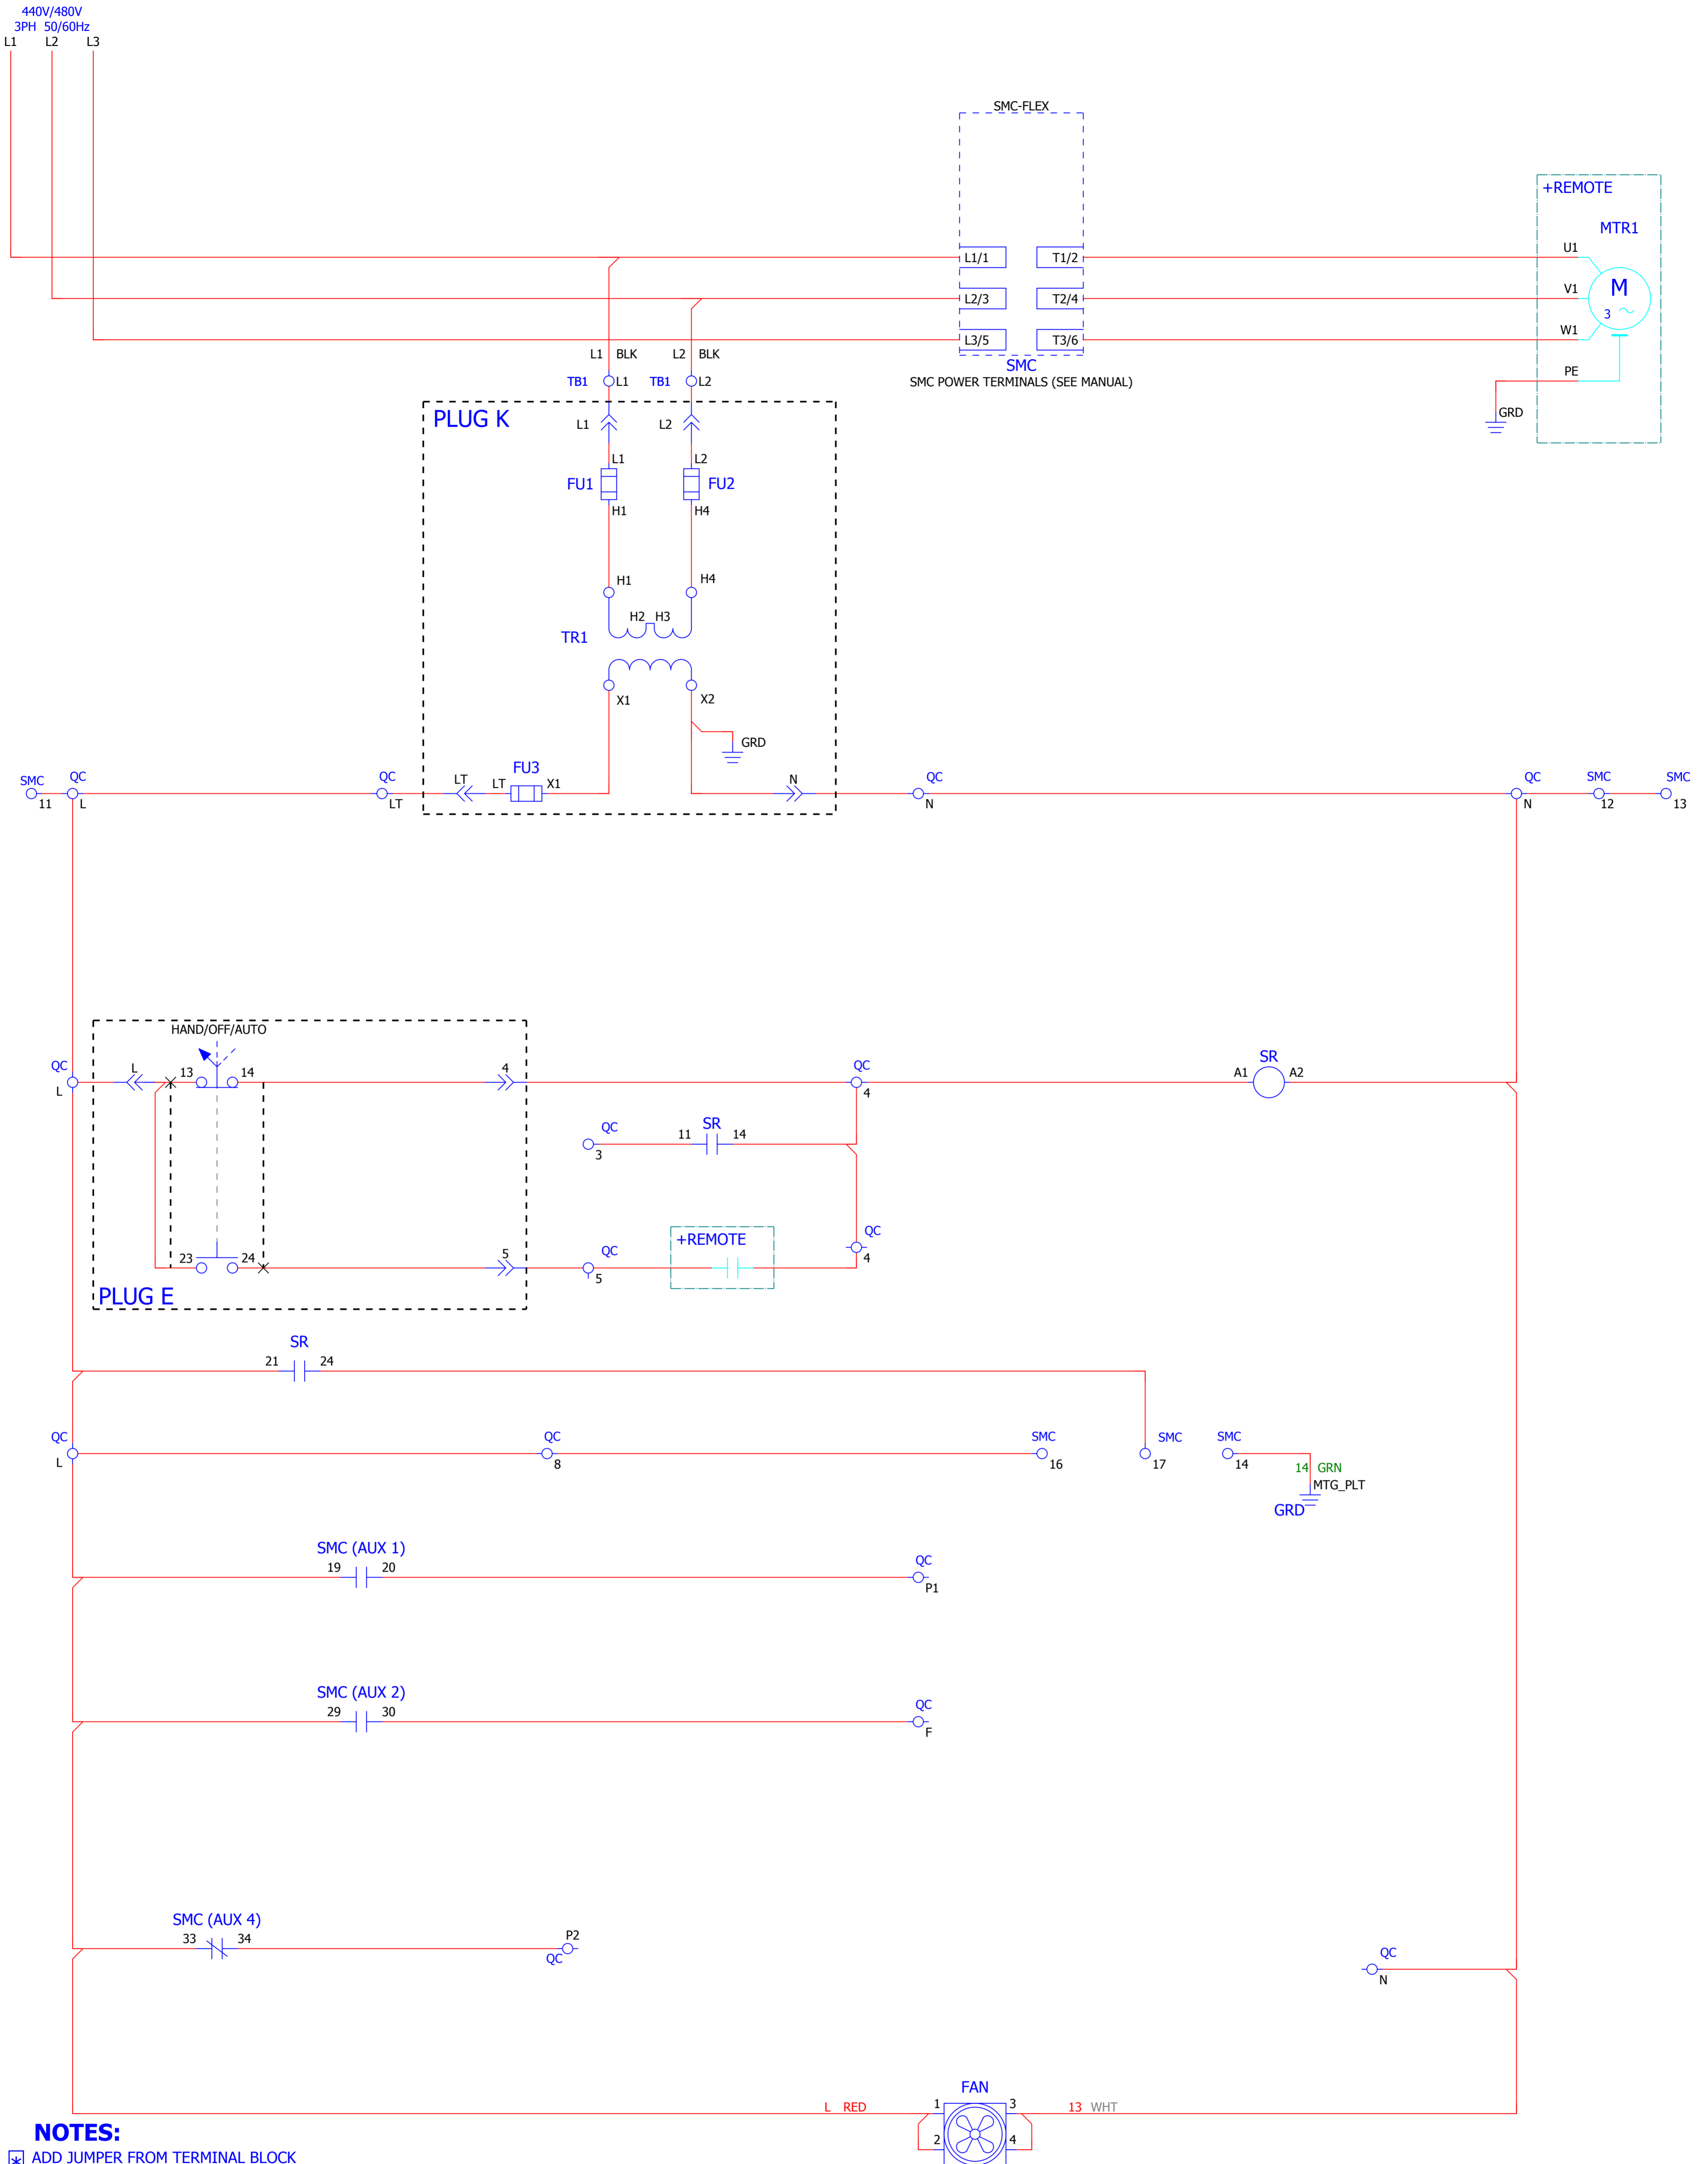 440V/480V
3PH 50/60Hz
L1 L2 L3
SMC-FLEX
+REMOTE
MTR1
U1
L1/1 T1/2
V1 M
L2/3 T2/4
3
W1
L3/5 T3/6
L1 BLK L2 BLK
SMC
PE
TB1 L1 TB1 L2
SMC POWER TERMINALS (SEE MANUAL)
GRD
PLUG K
L1 L2
L1 L2
FU1 FU2
H1 H4
H1 H4
H2 H3
TR1
X1 X2
GRD
FU3
SMC QC QC LT LT X1 N QC QC SMC SMC
11 L LT N N 12 13
HAND/OFF/AUTO
QC L 13 14 4 QC SR
A1 A2
L 4
QC SR
11 14
3
QC
+REMOTE
QC
23 24 5
4
5
PLUG E
SR
21 24
QC QC SMC SMC SMC
L 8 16 17 14
14 GRN
MTG_PLT
GRD
SMC (AUX 1)
19 20
QC
P1
SMC (AUX 2)
29 30
QC
F
SMC (AUX 4)
33 34
P2
QC
QC
N
FAN
L RED 1 3 13 WHT
2 4
NOTES:
* ADD JUMPER FROM TERMINAL BLOCK